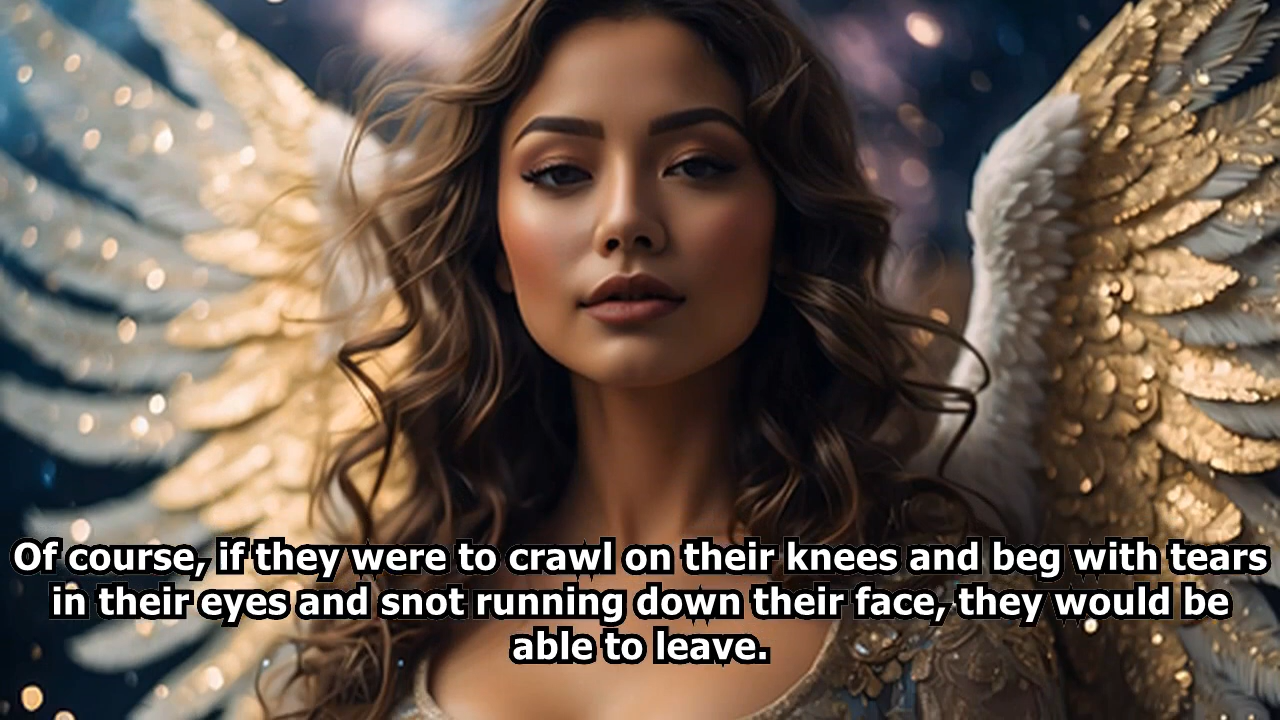 Of course, if they were to crawl on their knees and beg with tears
in their eyes and snot running down their face, they would be
able to leave.